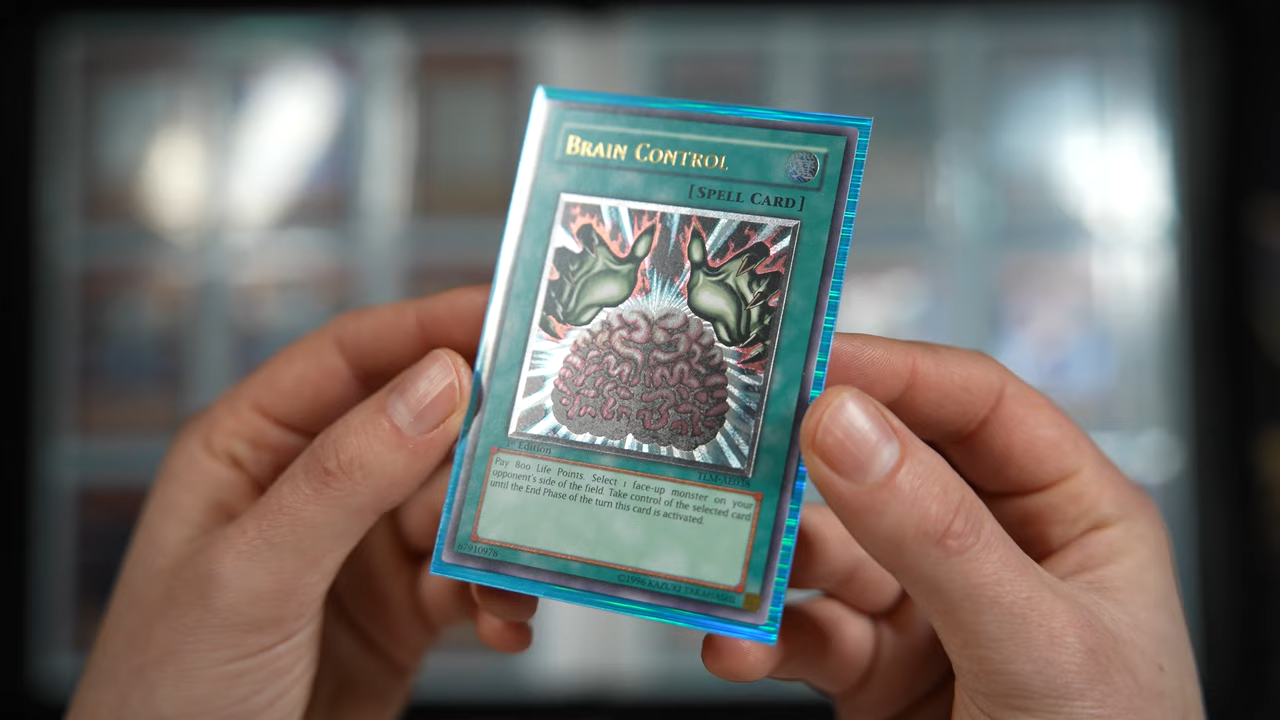 BRAIN CONTROL
[SPELL CARD]
1st Edition
TLM-AE038
Pay 800 Life Points. Select 1 face-up monster on your
opponent's side of the field. Take control of the selected card
until the End Phase of the turn this card is activated.
67910978
©1996 KAZUKI TAKAHASHI